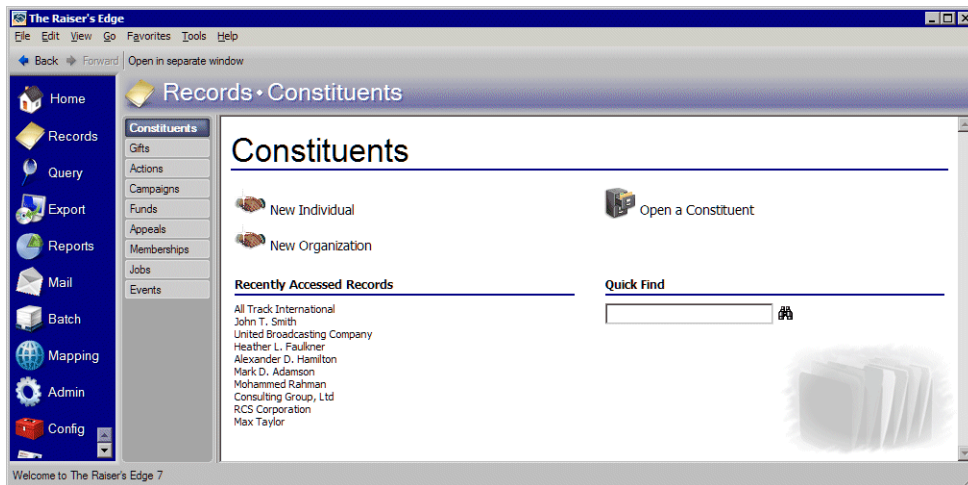 The Raiser's Edge
File Edit View Go Favorites Tools Help
Back Forward Open in separate window
Records • Constituents
Home
Records
Query
Export
Reports
Mail
Batch
Mapping
Admin
Config
Constituents
Gifts
Actions
Campaigns
Funds
Appeals
Memberships
Jobs
Events
Constituents
New Individual
Open a Constituent
New Organization
Recently Accessed Records
All Track International
John T. Smith
United Broadcasting Company
Heather L. Faulkner
Alexander D. Hamilton
Mark D. Adamson
Mohammed Rahman
Consulting Group, Ltd
RCS Corporation
Max Taylor
Quick Find
Welcome to The Raiser's Edge 7